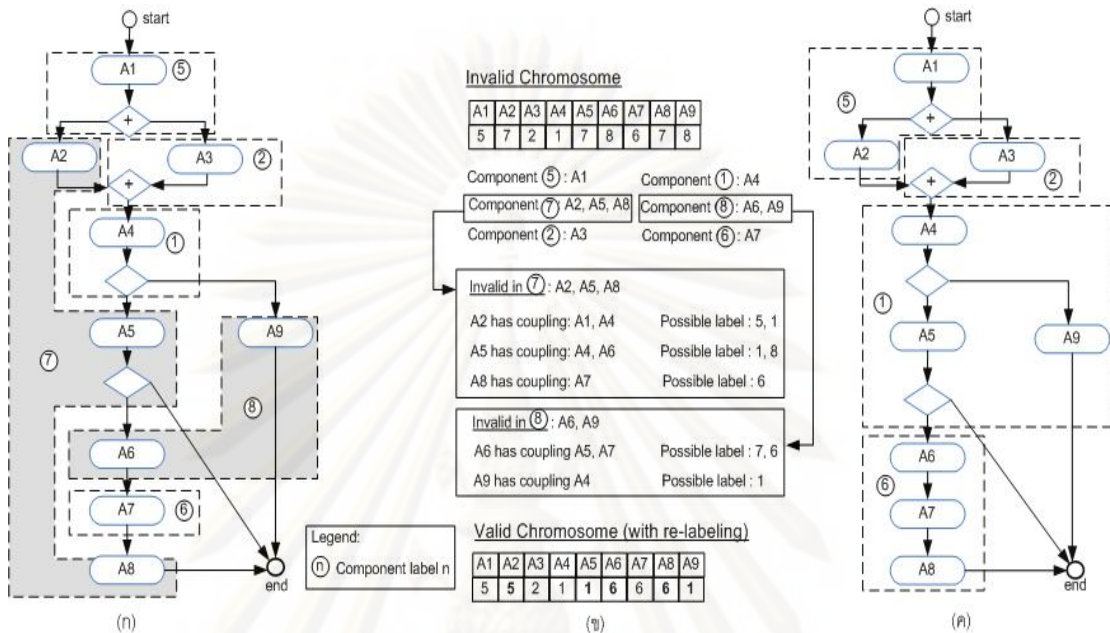 start
A1
5
+
A2
A3
2
+
A4
1
A5
A9
7
8
A6
A7
6
A8
end
(ก)
Invalid Chromosome
A1 A2 A3 A4 A5 A6 A7 A8 A9
5 7 2 1 7 8 6 7 8
Component 5 : A1
Component 1 : A4
Component 7 : A2, A5, A8
Component 8 : A6, A9
Component 2 : A3
Component 6 : A7
Invalid in 7 : A2, A5, A8
A2 has coupling: A1, A4 Possible label : 5, 1
A5 has coupling: A4, A6 Possible label : 1, 8
A8 has coupling: A7 Possible label : 6
Invalid in 8 : A6, A9
A6 has coupling A5, A7 Possible label : 7, 6
A9 has coupling A4 Possible label : 1
Legend:
n Component label n
Valid Chromosome (with re-labeling)
A1 A2 A3 A4 A5 A6 A7 A8 A9
5 5 2 1 1 6 6 6 1
(ข)
start
A1
+
5
A2
A3
2
+
A4
1
A5
A9
A6
6
A7
A8
end
(ค)